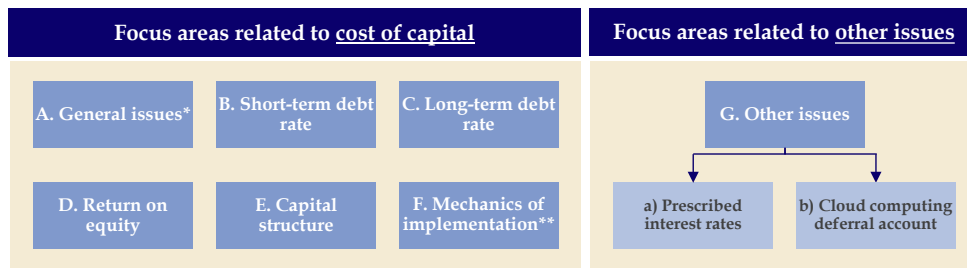 Focus areas related to cost of capital
A. General issues*
B. Short-term debt
rate
C. Long-term debt
rate
D. Return on
equity
E. Capital
structure
F. Mechanics of
implementation**
Focus areas related to other issues
G. Other issues
a) Prescribed
interest rates
b) Cloud computing
deferral account